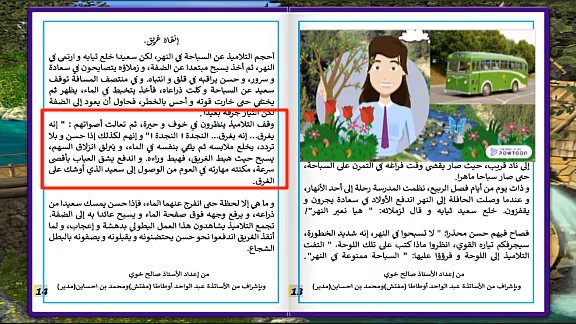 إلى ناد قريب، حيث صار يقضي وقت فراغه في التمرن على السباحة،
حتى صار سباحا ماهرا.
و ذات يوم من أيام فصل الربيع، نظمت المدرسة رحلة إلى أحد الأنهار،
و عندما وصلت الحافلة إلى النهر اندفع الأولاد في سعادة يجرون و
يقفزون. خلع سعيد ثيابه و قال لزملائه: " هيا نعبر النهر"/
فصاح فيهم حسن محذرا: " لا تسبحوا في النهر، إنه شديد الخطورة،
سيجرفكم تياره القوي، انظروا ماذا كتب على تلك اللوحة. " التفت
التلاميذ إلى اللوحة و قرؤوا عليها: " السباحة ممنوعة في النهر".
من إعداد الأستاذ صالح خوي
وبإشراف من الأساتذة عبد الواحد أوطاطا (مفتش)ومحمد بن احساين(مدير)
13
POWERED BY
POWTOON
إنقاذ غريق.
أحجم التلاميذ عن السباحة في النهر، لكن سعيدا خلع ثيابه و ارتمى في
النهر، ثم أخذ يسبح مبتعدا عن الضفة، و زملاؤه يتصايحون في سعادة
و سرور، و حسن يراقبه في قلق و انتباه. و في منتصف المسافة توقف
سعيد عن السباحة و كلت ذراعاه، فأخذ يتخبط في الماء، يظهر ثم
يختفي حتى خارت قوته و أحس بالخطر، فحاول أن يعود إلى الضفة
لكن التيار جرفه بعيدا.
وقف التلاميذ ينظرون في خوف و حيرة، ثم تعالت أصواتهم : " إنه
يغرق... إنه يغرق... النجدة ! النجدة !" و إنهم لكذلك إذا حسن و بلا
تردد، يخلع ملابسه ثم يلقي بنفسه في الماء، و يزلق انزلاق السهم،
يسبح حيث هبط الغريق، فهبط وراءه. و اندفع يشق العباب بأقصى
سرعة، مكنته مهارته في العوم من الوصول إلى سعيد الذي أوشك على
الغرق.
و ما هي إلا لحظة حتى انفرج عنهما الماء، فإذا حسن يمسك سعيدا من
ذراعه، و يرفع وجهه فوق صفحة الماء و يسبح عائدا به إلى الضفة.
تجمع التلاميذ يشاهدون هذا العمل البطولي بدهشة و إعجاب، و لما
أنقذ الغريق اندفعوا نحو حسن يحتضنونه و يقبلونه و يصفونه بالبطل
الشجاع.
من إعداد الأستاذ صالح خوي
وبإشراف من الأساتذة عبد الواحد أوطاطا (مفتش)ومحمد بن احساين(مدير)
14